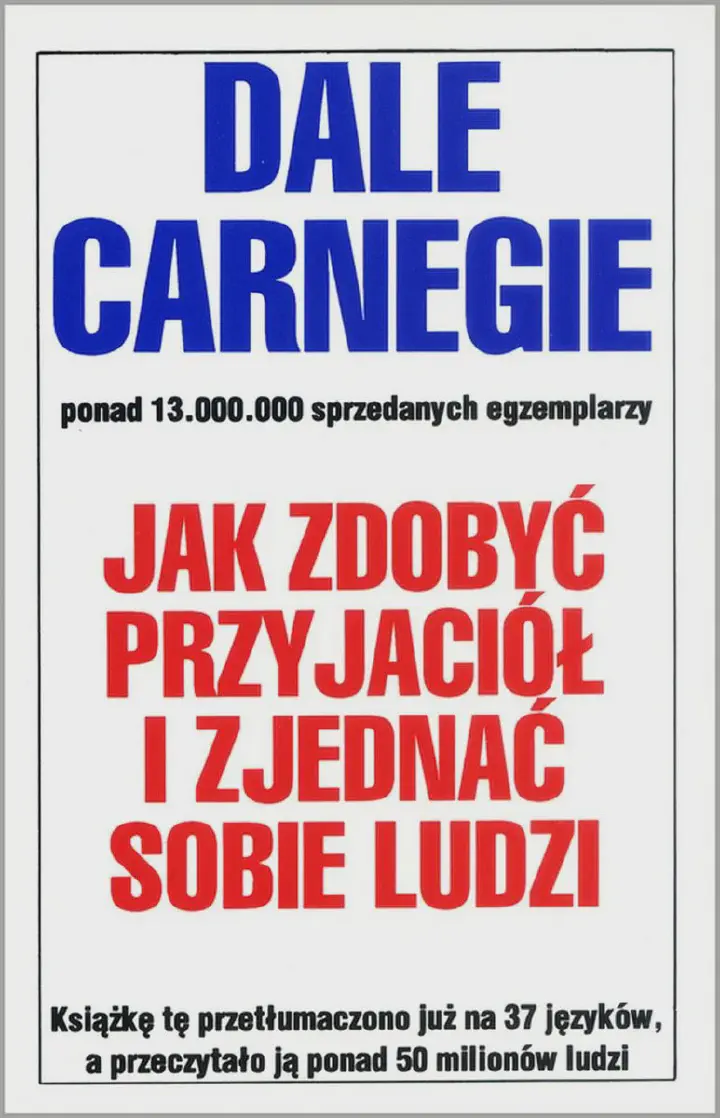 DALE
CARNEGIE
ponad 13.000.000 sprzedanych egzemplarzy
JAK ZDOBYĆ
PRZYJACIÓŁ
I ZJEDNAĆ
SOBIE LUDZI
Książkę tę przetłumaczono już na 37 języków,
a przeczytało ją ponad 50 milionów ludzi